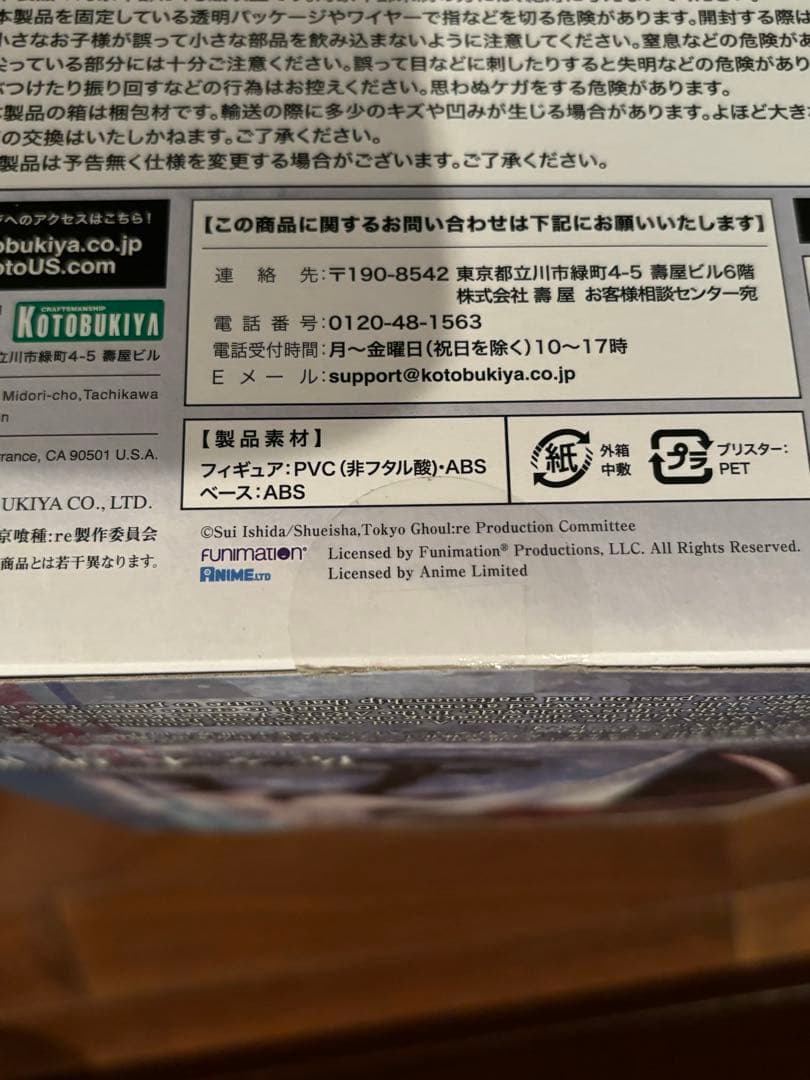 本製品を固定している透明パッケージやワイヤーで指などを切る危険があります。開封する際は
小さなお子様が誤って小さな部品を飲み込まないように注意してください。窒息などの危険があ
尖っている部分には十分ご注意ください。誤って目などに刺したりすると失明などの危険があり
つけたり振り回すなどの行為はお控えください。思わぬケガをする危険があります。
製品の箱は梱包材です。輸送の際に多少のキズや凹みが生じる場合があります。よほど大き
の交換はいたしかねます。ご了承ください。
製品は予告無く仕様を変更する場合がございます。ご了承ください。
へのアクセスはこちら!
obukiya.co.jp
otoUS.com
CRAFTSMANSHIP
KOTOBUKIYA
立川市緑町4-5 壽屋ビル
Midori-cho,Tachikawa
n
rrance, CA 90501 U.S.A.
UKIYA CO., LTD.
京喰種:re製作委員会
商品とは若干異なります。
【この商品に関するお問い合わせは下記にお願いいたします】
連絡先:〒190-8542 東京都立川市緑町4-5 壽屋ビル6階
株式会社 壽屋 お客様相談センター宛
電話番号:0120-48-1563
電話受付時間:月～金曜日(祝日を除く)10～17時
Eメール:support@kotobukiya.co.jp
【製品素材】
フィギュア:PVC(非フタル酸)・ABS
ベース:ABS
紙 外箱
中敷
プラ ブリスター:
PET
©Sui Ishida/Shueisha,Tokyo Ghoul:re Production Committee
FUNIMATION® Licensed by Funimation® Productions, LLC. All Rights Reserved.
ANIME LTD Licensed by Anime Limited